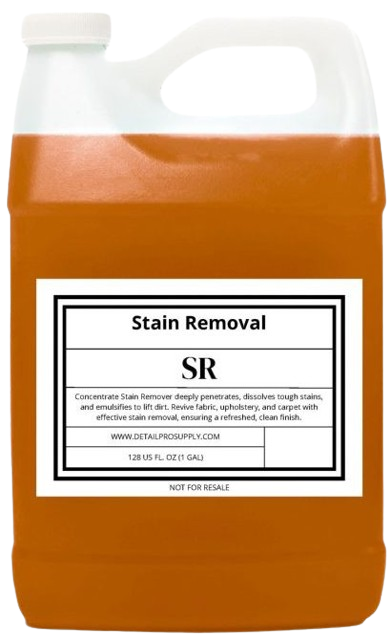 Stain Removal
SR
Concentrate Stain Remover deeply penetrates, dissolves tough stains,
and emulsifies to lift dirt. Revive fabric, upholstery, and carpet with
effective stain removal, ensuring a refreshed, clean finish.
WWW.DETAILPROSUPPLY.COM
128 US FL. OZ (1 GAL)
NOT FOR RESALE